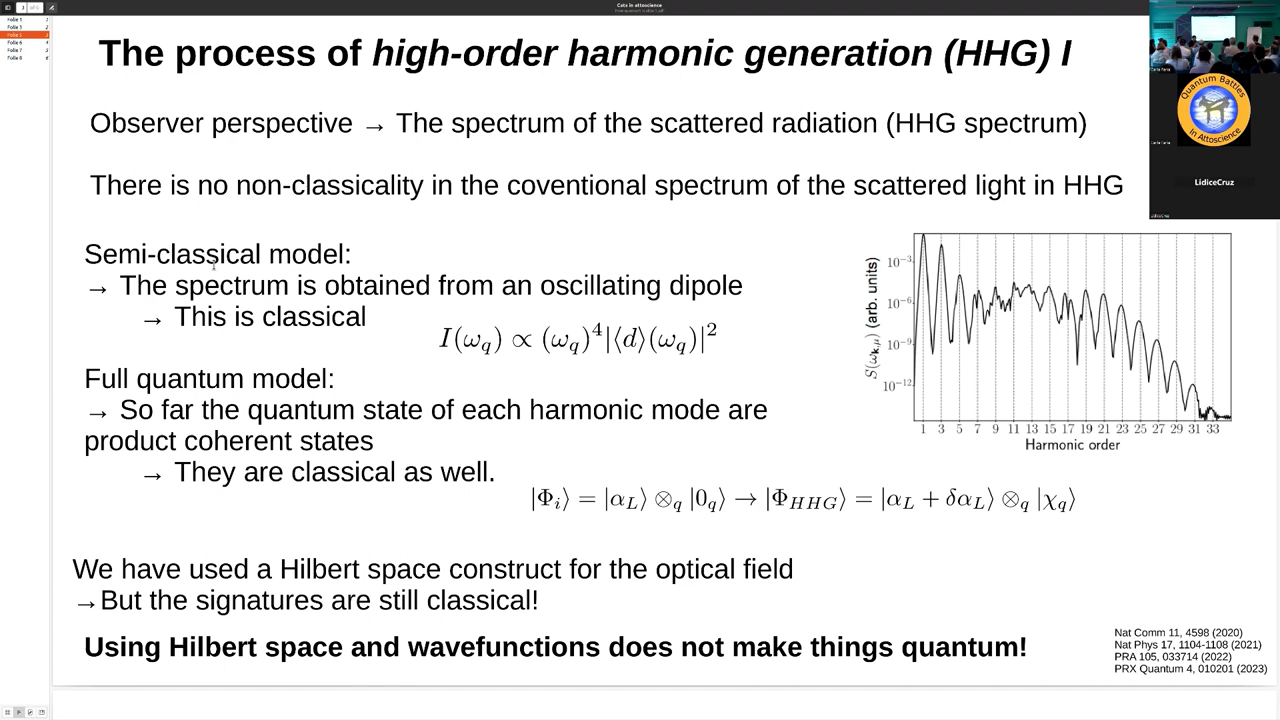 Cats in attoscience
Folie 1 1
Folie 3 2
Folie 5 3
Folie 6 4
Folie 7 5
Folie 8 6
The process of high-order harmonic generation (HHG) I
Observer perspective → The spectrum of the scattered radiation (HHG spectrum)
There is no non-classicality in the coventional spectrum of the scattered light in HHG
Semi-classical model:
→ The spectrum is obtained from an oscillating dipole
→ This is classical
I(ω_q) ∝ (ω_q)^4|⟨d⟩(ω_q)|^2
Full quantum model:
→ So far the quantum state of each harmonic mode are
product coherent states
→ They are classical as well.
|Φ_i⟩ = |α_L⟩ ⊗_q |0_q⟩ → |Φ_HHG⟩ = |α_L + δα_L⟩ ⊗_q |χ_q⟩
We have used a Hilbert space construct for the optical field
→But the signatures are still classical!
Using Hilbert space and wavefunctions does not make things quantum!
S(ω_k,μ) (arb. units)
10^-3
10^-6
10^-9
10^-12
1 3 5 7 9 11 13 15 17 19 21 23 25 27 29 31 33
Harmonic order
Nat Comm 11, 4598 (2020)
Nat Phys 17, 1104-1108 (2021)
PRA 105, 033714 (2022)
PRX Quantum 4, 010201 (2023)
Quantum Battles
in Attoscience
LidiceCruz